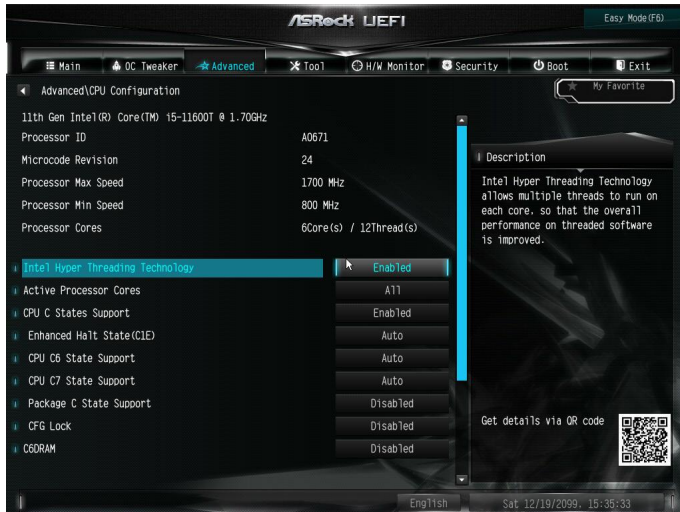 ASRock UEFI
Easy Mode(F6)
Main OC Tweaker Advanced Tool H/W Monitor Security Boot Exit
Advanced\CPU Configuration
My Favorite
11th Gen Intel(R) Core(TM) i5-11600T @ 1.70GHz
Processor ID A0671
Microcode Revision 24
Processor Max Speed 1700 MHz
Processor Min Speed 800 MHz
Processor Cores 6Core(s) / 12Thread(s)
Intel Hyper Threading Technology Enabled
Active Processor Cores All
CPU C States Support Enabled
Enhanced Halt State(C1E) Auto
CPU C6 State Support Auto
CPU C7 State Support Auto
Package C State Support Disabled
CFG Lock Disabled
C6DRAM Disabled
Description
Intel Hyper Threading Technology
allows multiple threads to run on
each core, so that the overall
performance on threaded software
is improved.
Get details via QR code
English
Sat 12/19/2099, 15:35:33